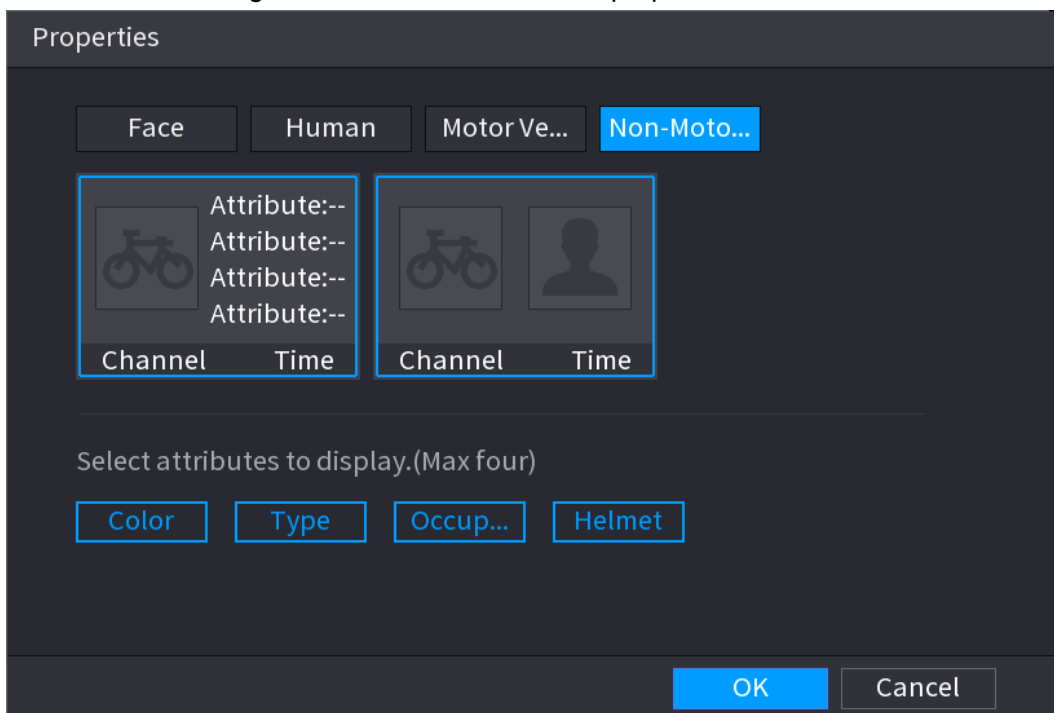 Properties
Face Human Motor Ve... Non-Moto...
Attribute:--
Attribute:--
Attribute:--
Attribute:--
Channel Time Channel Time
Select attributes to display.(Max four)
Color Type Occup... Helmet
OK Cancel